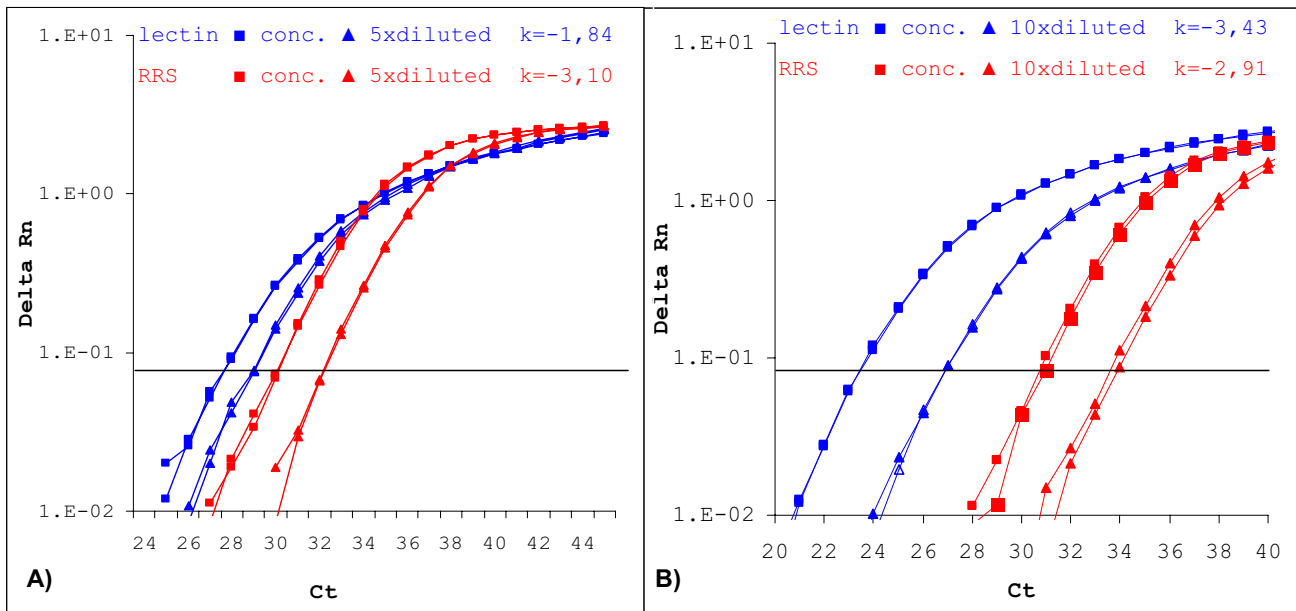 lectin conc. 5xdiluted k=-1,84
RRS conc. 5xdiluted k=-3,10
1.E+01
1.E+00
1.E-01
1.E-02
Delta Rn
24 26 28 30 32 34 36 38 40 42 44
Ct
A)
lectin conc. 10xdiluted k=-3,43
RRS conc. 10xdiluted k=-2,91
1.E+01
1.E+00
1.E-01
1.E-02
Delta Rn
20 22 24 26 28 30 32 34 36 38 40
Ct
B)